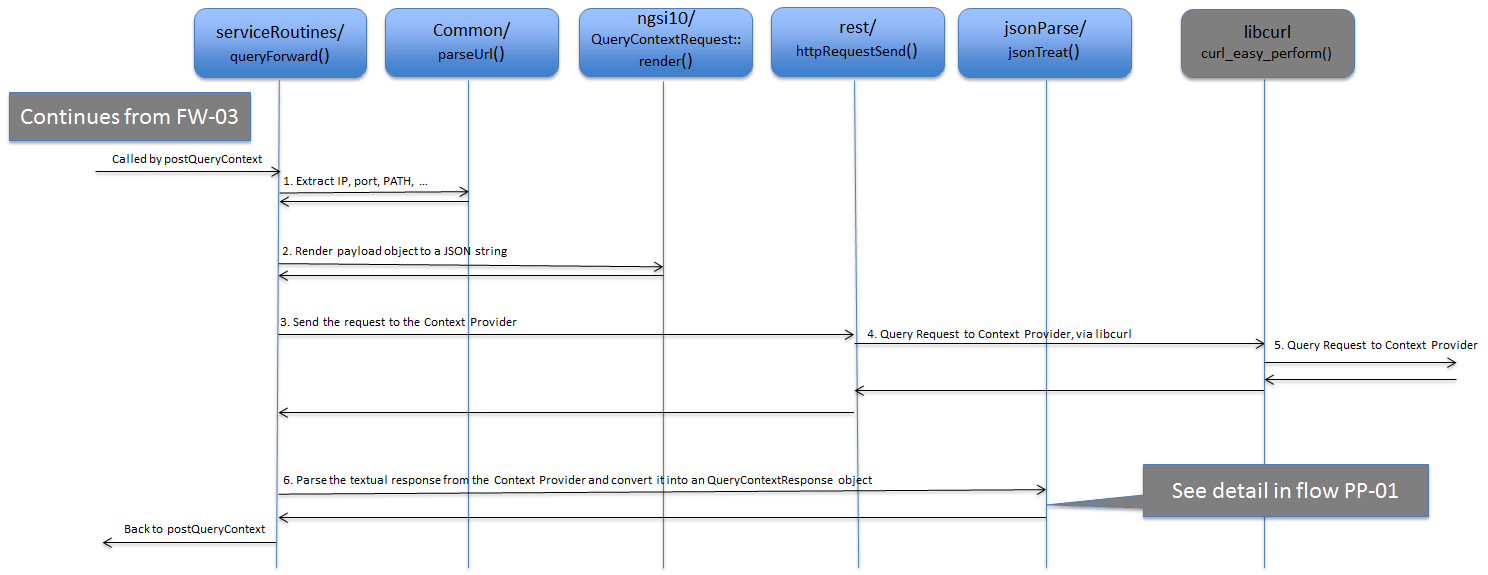 serviceRoutines/
queryForward()
Common/
parseUrl()
ngsi10/
QueryContextRequest::
render()
rest/
httpRequestSend()
jsonParse/
jsonTreat()
libcurl
curl_easy_perform()
Continues from FW-03
Called by postQueryContext
1. Extract IP, port, PATH, ...
2. Render payload object to a JSON string
3. Send the request to the Context Provider
4. Query Request to Context Provider, via libcurl
5. Query Request to Context Provider
6. Parse the textual response from the Context Provider and convert it into an QueryContextResponse object
See detail in flow PP-01
Back to postQueryContext